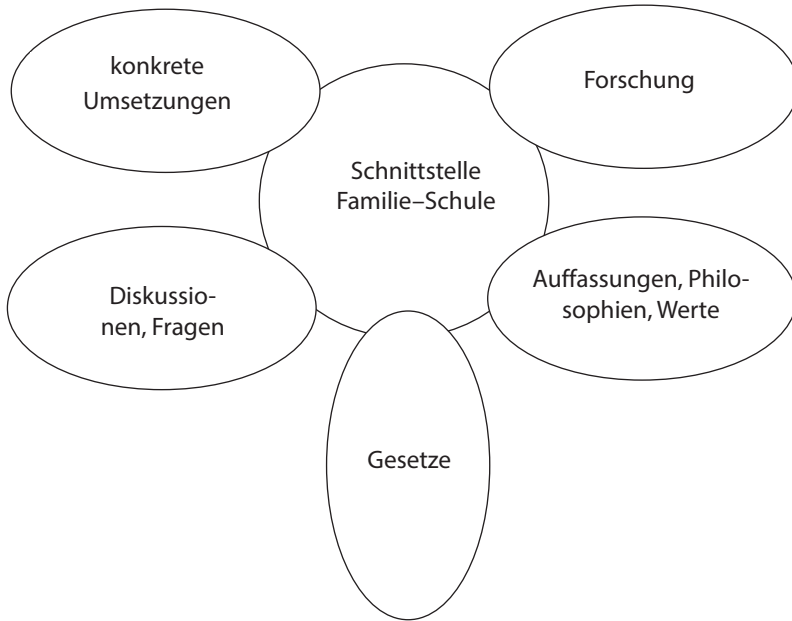 konkrete
Umsetzungen
Forschung
Schnittstelle
Familie–Schule
Diskussio-
nen, Fragen
Auffassungen, Philo-
sophien, Werte
Gesetze